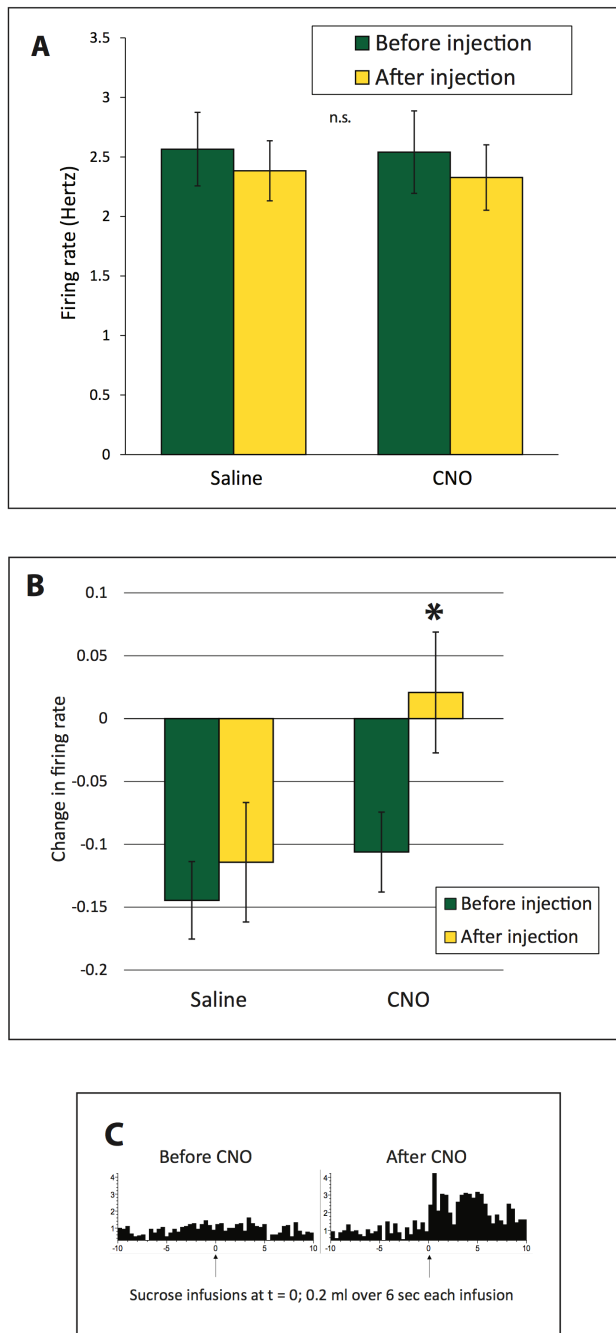 A
Before injection
After injection
3.5
3
2.5
2
1.5
1
0.5
0
n.s.
Firing rate (Hertz)
Saline CNO
B
0.1
0.05
0
-0.05
-0.1
-0.15
-0.2
*
Change in firing rate
Before injection
After injection
Saline CNO
C
Before CNO After CNO
4 4
3 3
2 2
1 1
-10 -5 0 5 10 -10 -5 0 5 10
Sucrose infusions at t = 0; 0.2 ml over 6 sec each infusion